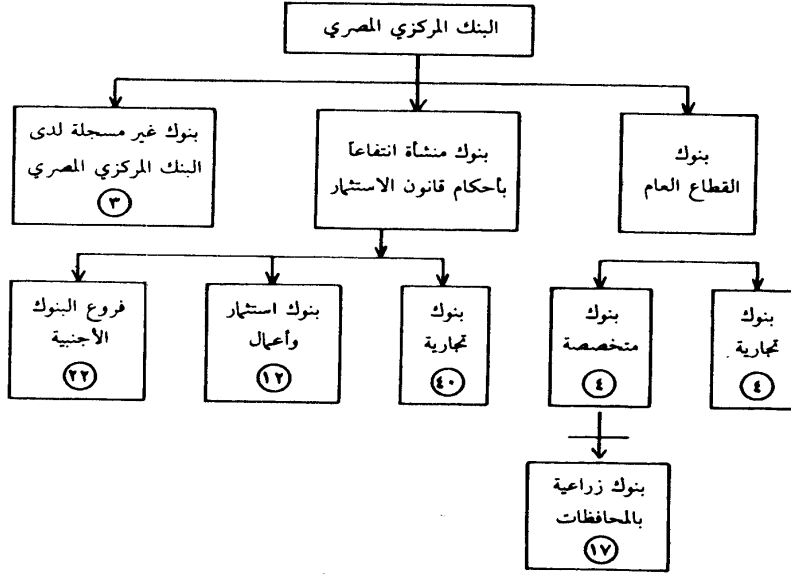 البنك المركزي المصري
بنوك
القطاع العام
بنوك منشأة انتفاعاً
بأحكام قانون الاستثمار
بنوك غير مسجلة لدى
البنك المركزي المصري
٣
بنوك
تجارية
٤
بنوك
متخصصة
٤
بنوك
تجارية
٤٠
بنوك استثمار
وأعمال
١٢
فروع البنوك
الأجنبية
٢٢
بنوك زراعية
بالمحافظات
١٧